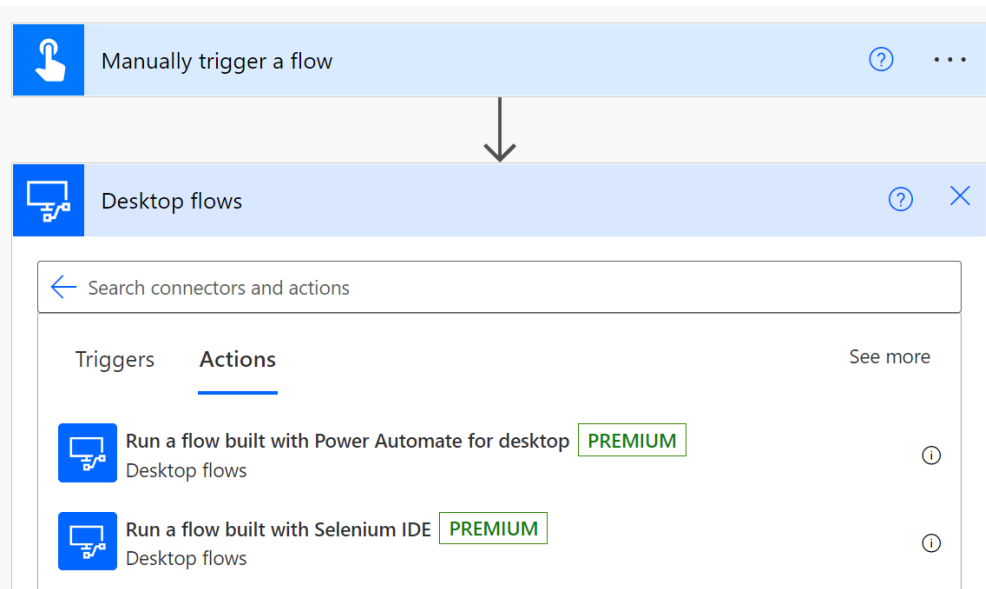 Manually trigger a flow
Desktop flows
Search connectors and actions
Triggers Actions See more
Run a flow built with Power Automate for desktop PREMIUM
Desktop flows
Run a flow built with Selenium IDE PREMIUM
Desktop flows